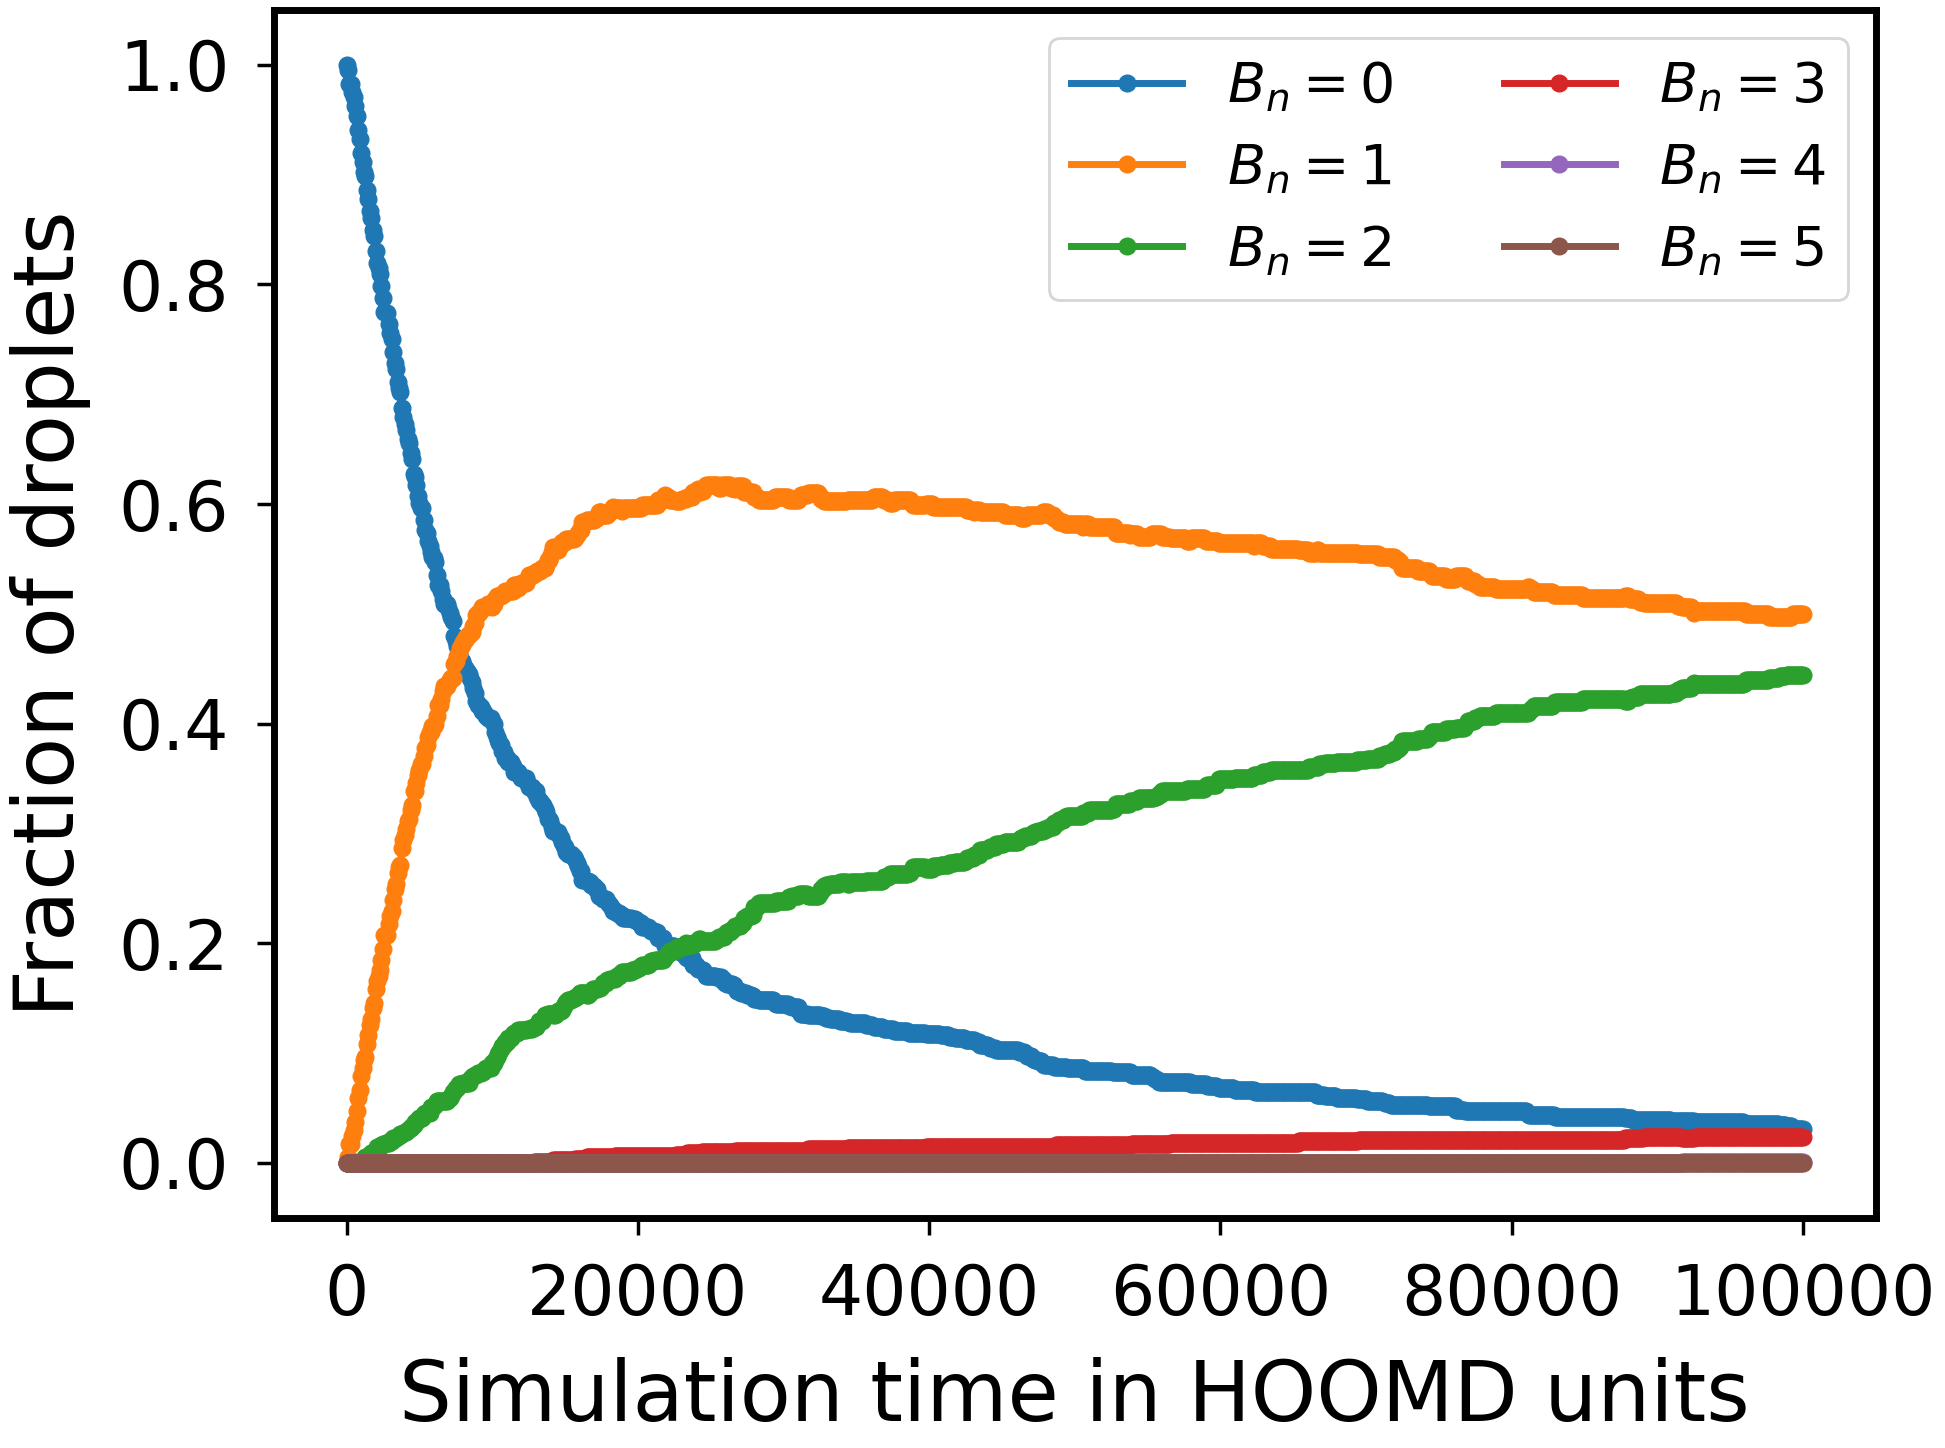 Fraction of droplets
1.0
0.8
0.6
0.4
0.2
0.0
0 20000 40000 60000 80000 100000
Simulation time in HOOMD units
B_n = 0
B_n = 1
B_n = 2
B_n = 3
B_n = 4
B_n = 5